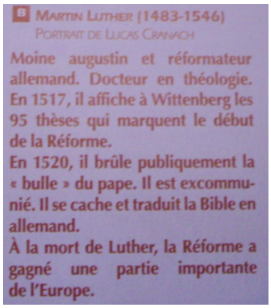 B MARTIN LUTHER (1483-1546)
PORTRAIT DE LUCAS CRANACH
Moine augustin et réformateur
allemand. Docteur en théologie.
En 1517, il affiche à Wittenberg les
95 thèses qui marquent le début
de la Réforme.
En 1520, il brûle publiquement la
« bulle » du pape. Il est excommu-
nié. Il se cache et traduit la Bible en
allemand.
À la mort de Luther, la Réforme a
gagné une partie importante
de l'Europe.